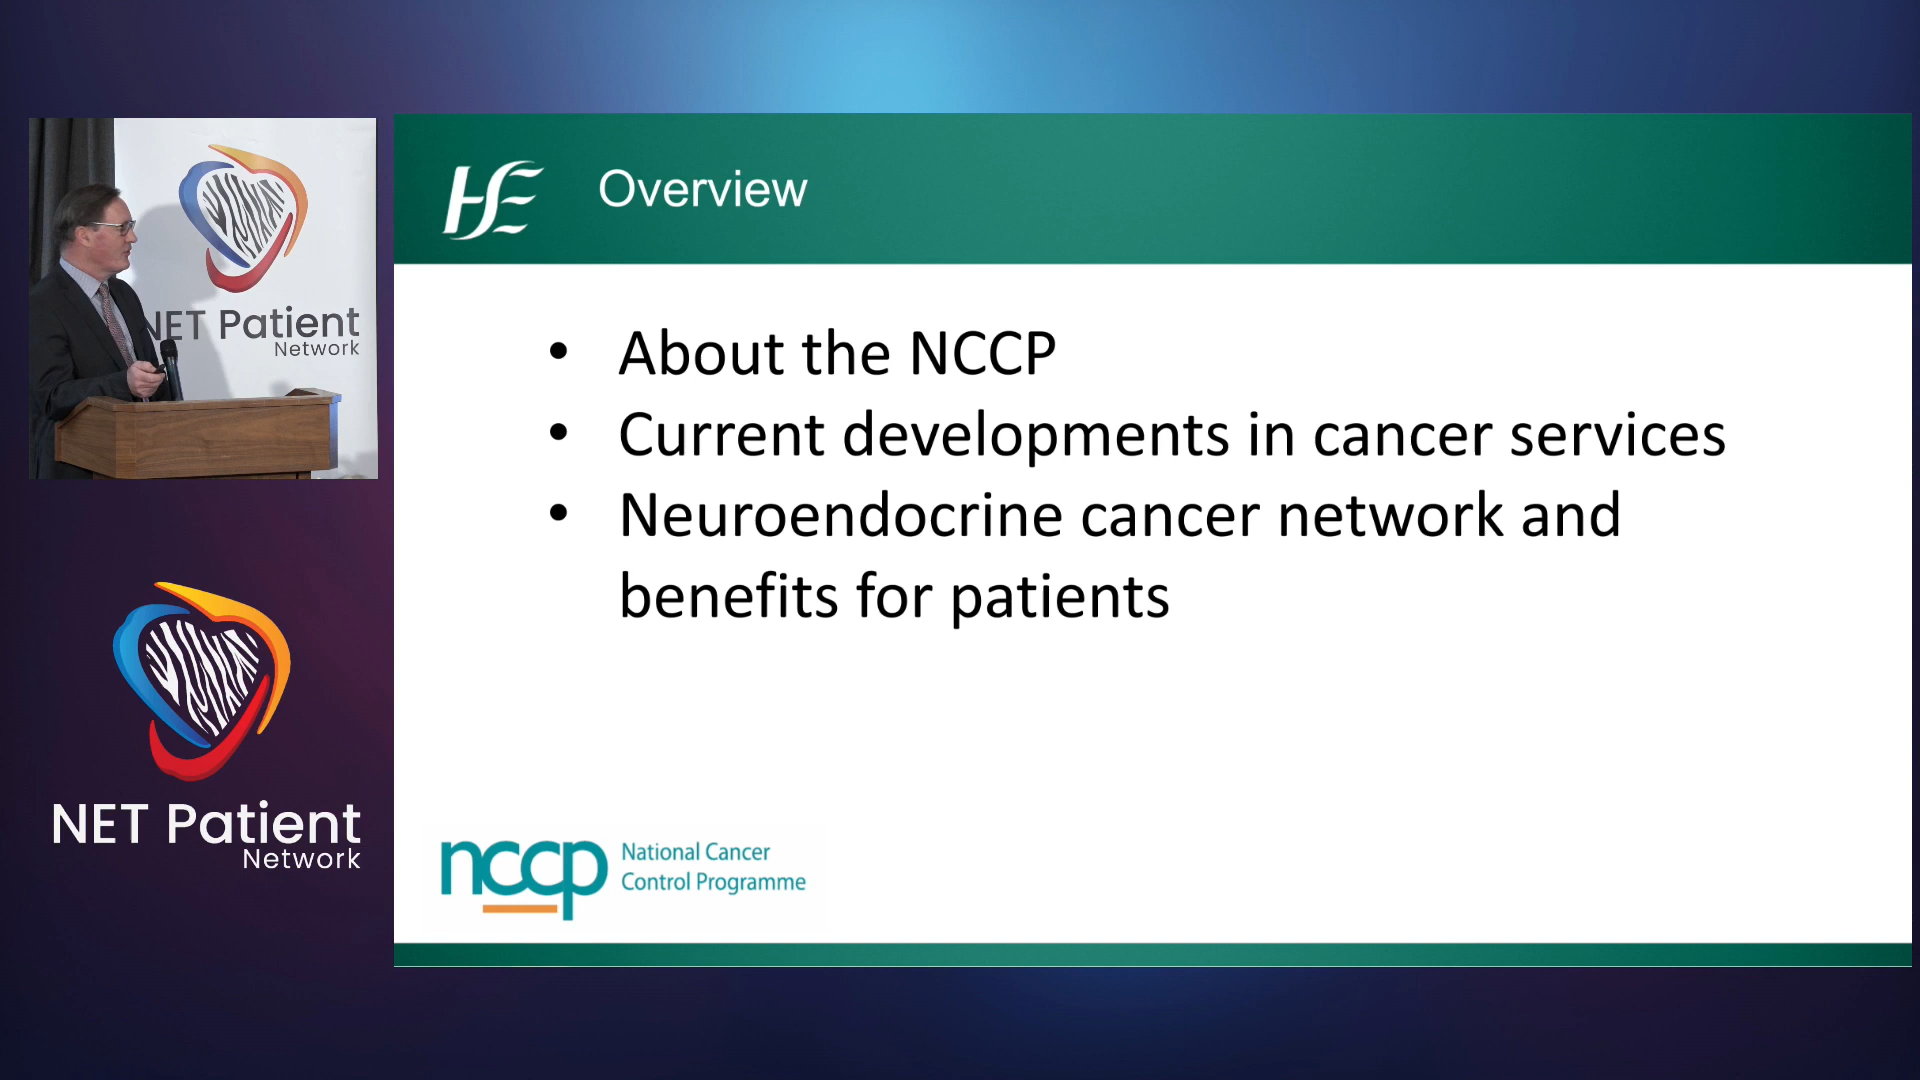 NET Patient
Network
NET Patient
Network
HSE
Overview
• About the NCCP
• Current developments in cancer services
• Neuroendocrine cancer network and
benefits for patients
nccp
National Cancer
Control Programme